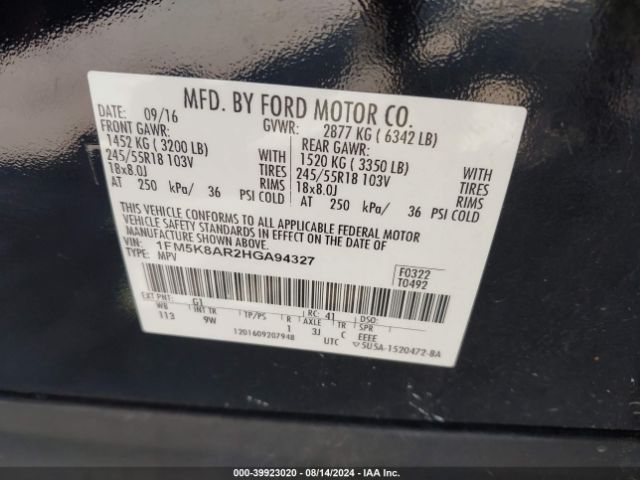 MFD. BY FORD MOTOR CO.
DATE: 09/16 GVWR: 2877 KG ( 6342 LB)
FRONT GAWR: REAR GAWR:
1452 KG ( 3200 LB) WITH 1520 KG ( 3350 LB) WITH
245/55R18 103V TIRES 245/55R18 103V TIRES
18x8.0J RIMS 18x8.0J RIMS
AT 250 kPa/ 36 PSI COLD AT 250 kPa/ 36 PSI COLD
THIS VEHICLE CONFORMS TO ALL APPLICABLE FEDERAL MOTOR
VEHICLE SAFETY STANDARDS IN EFFECT ON THE DATE OF MANUFACTURE
SHOWN ABOVE.
VIN: 1FM5K8AR2HGA94327
TYPE: MPV
F0322
T0492
EXT PNT: G1 RC: 41 DSO:
WB INT TR TP/PS R AXLE TR SPR
113 9W 1 3J C EEEE
1201609207948 UTC 5U5A-1520472-BA
000-39923020 - 08/14/2024 - IAA Inc.